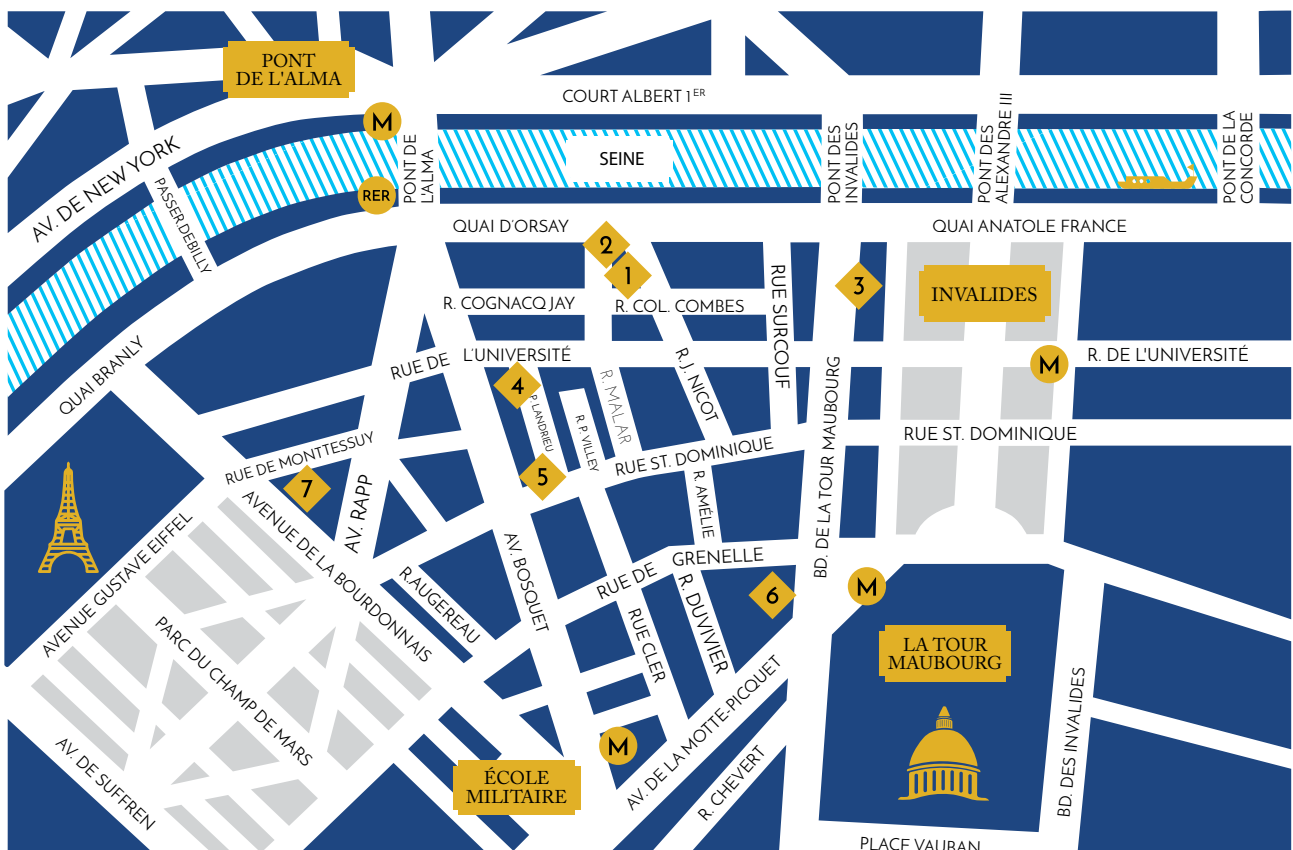 PONT
DE L'ALMA
COURT ALBERT 1ER
M
AV. DE NEW YORK
PASSER.DEBILLY
RER
PONT DE
L'ALMA
SEINE
PONT DES
INVALIDES
PONT DES
ALEXANDRE III
PONT DE LA
CONCORDE
QUAI D'ORSAY
QUAI ANATOLE FRANCE
2
1
3
INVALIDES
R. COGNACQ JAY
R. COL. COMBES
RUE SURCOUF
QUAI BRANLY
RUE DE
L'UNIVERSITÉ
R.J. NICOT
BD. DE LA TOUR MAUBOURG
M
R. DE L'UNIVERSITÉ
4
P. LANDRIEU
R.P. VILLEY
R. MALAR
RUE DE MONTTESSUY
7
AV. RAPP
5
RUE ST. DOMINIQUE
RUE ST. DOMINIQUE
R. AMÉLIE
AVENUE GUSTAVE EIFFEL
AVENUE DE LA BOURDONNAIS
R.AUGEREAU
AV. BOSQUET
RUE DE
GRENELLE
6
M
PARC DU CHAMP DE MARS
RUE CLER
R. DUVIVIER
LA TOUR
MAUBOURG
AV. DE SUFFREN
ÉCOLE
MILITAIRE
M
AV. DE LA MOTTE-PICQUET
R. CHEVERT
BD. DES INVALIDES
PLACE VAUBAN